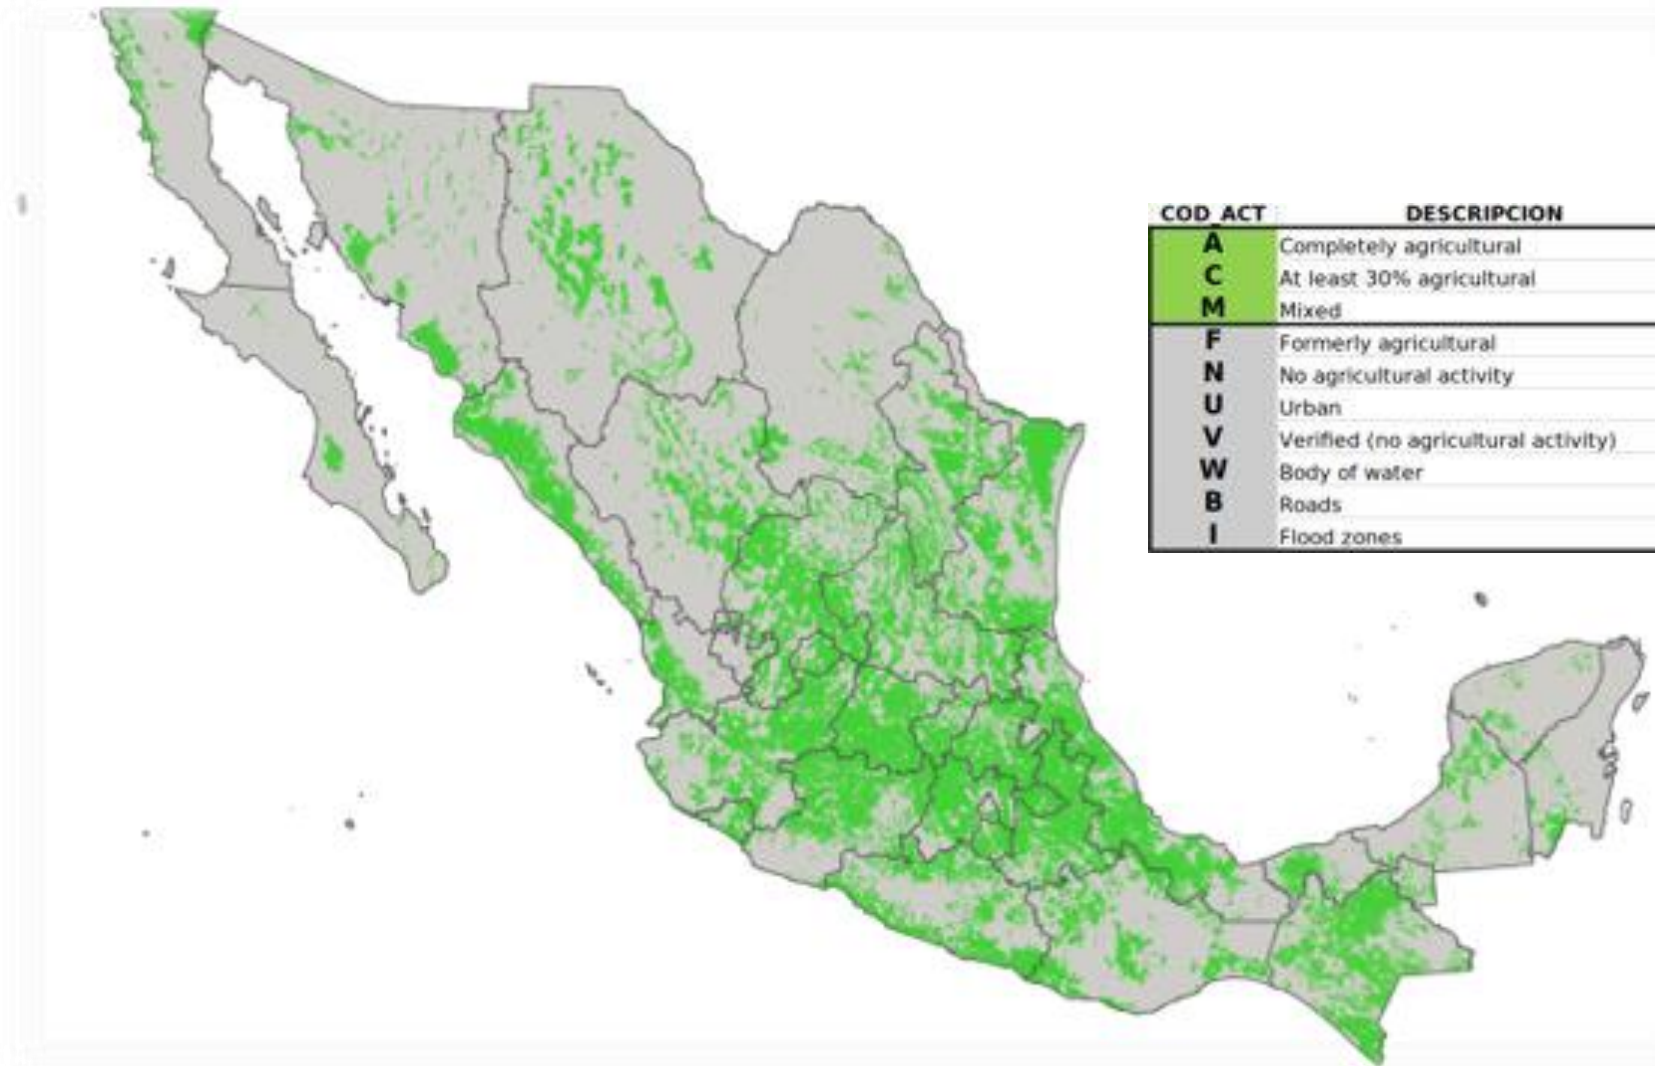 COD_ACT DESCRIPCION
A Completely agricultural
C At least 30% agricultural
M Mixed
F Formerly agricultural
N No agricultural activity
U Urban
V Verified (no agricultural activity)
W Body of water
B Roads
I Flood zones